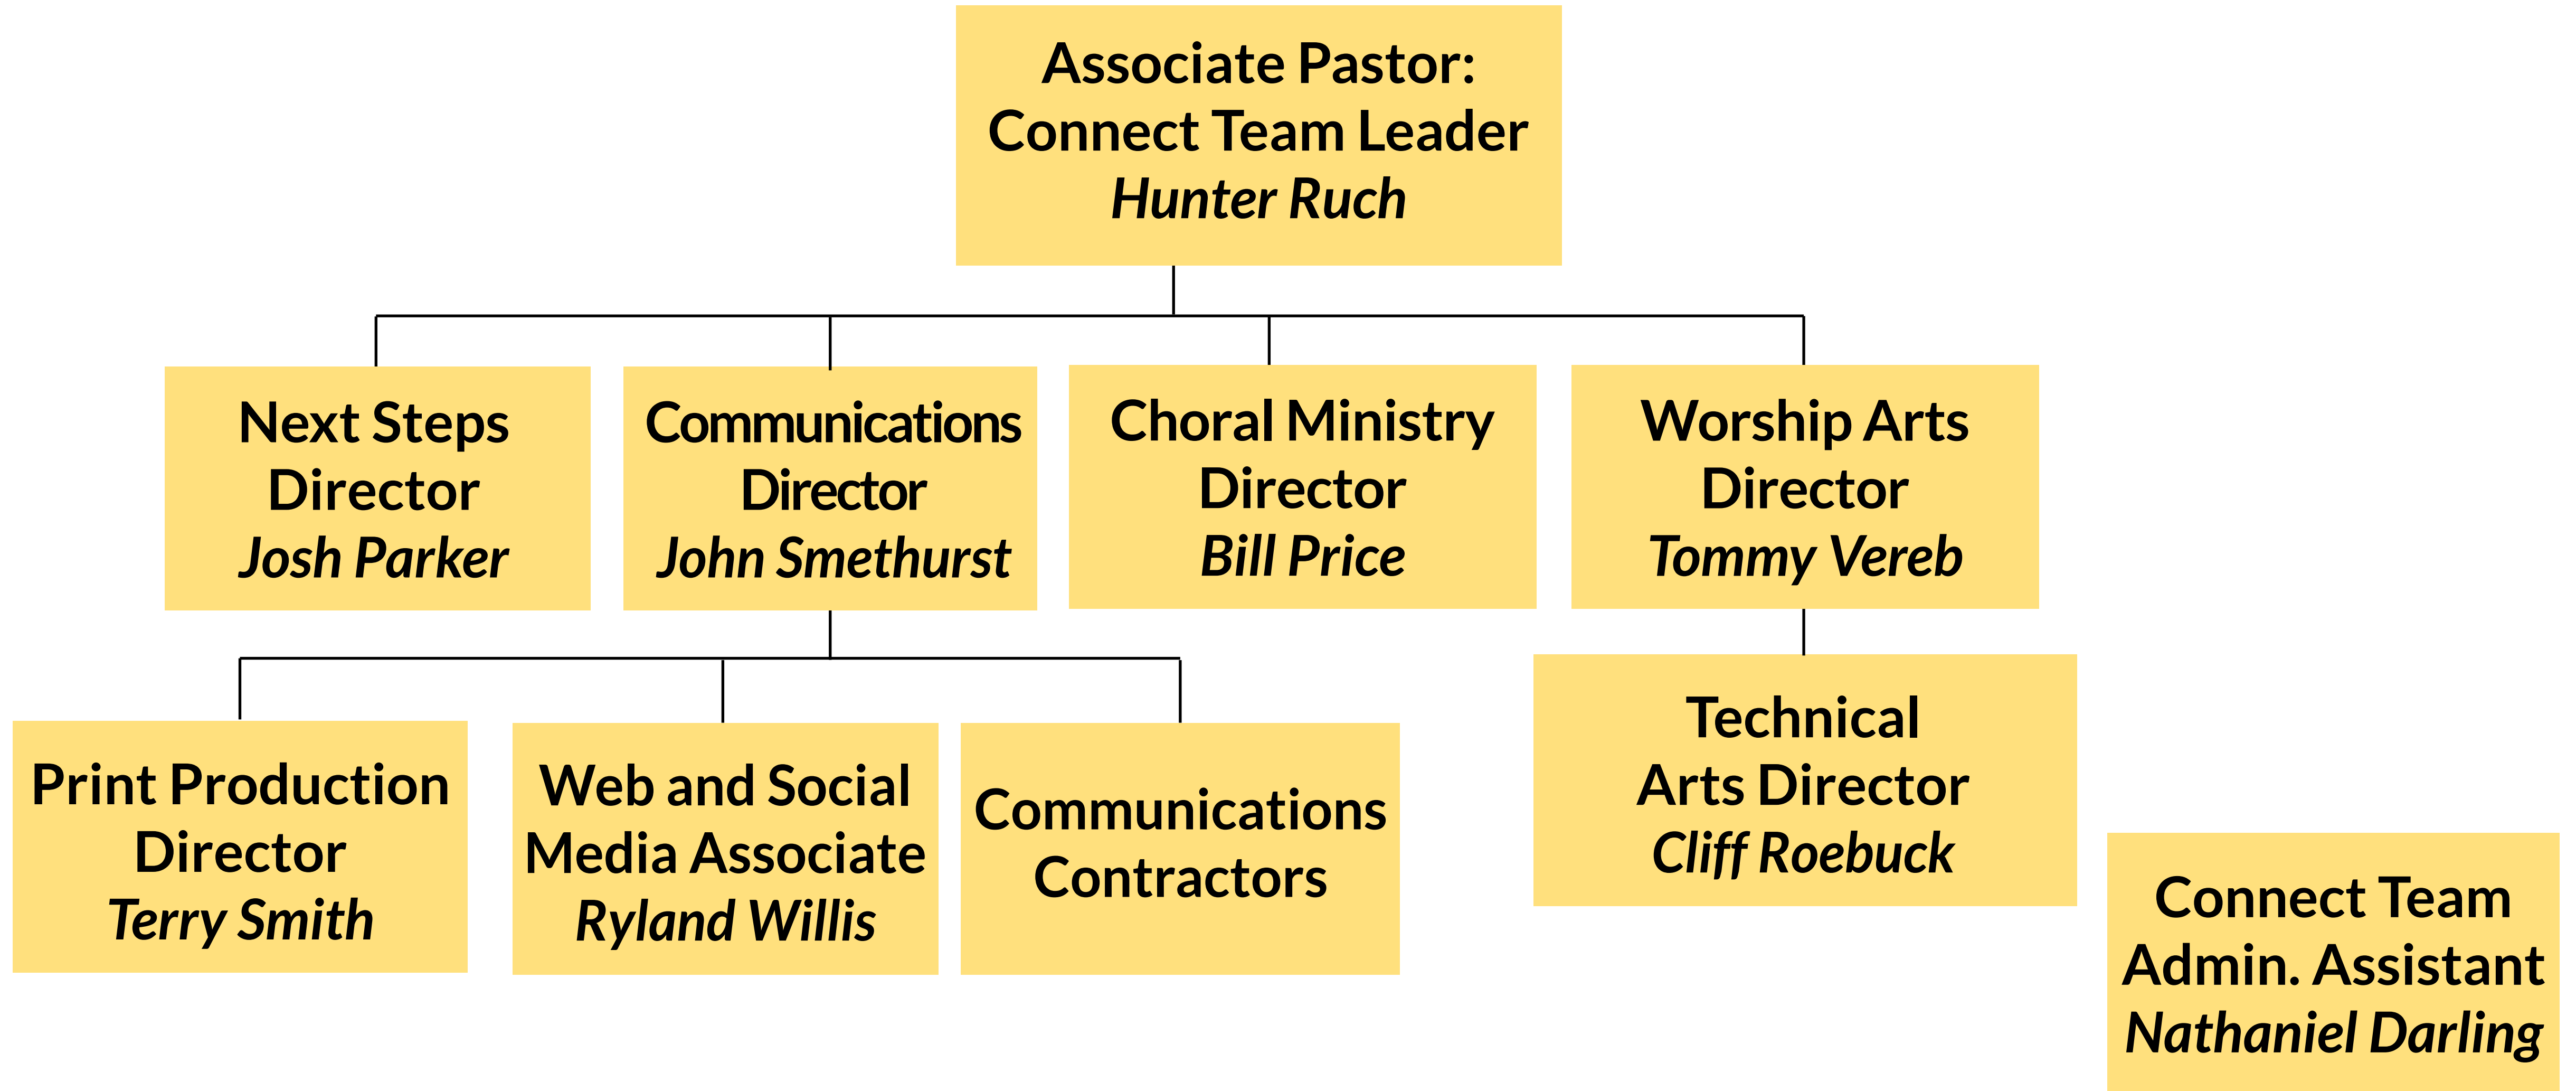 Associate Pastor:
Connect Team Leader
Hunter Ruch
Next Steps
Director
Josh Parker
Communications
Director
John Smethurst
Choral Ministry
Director
Bill Price
Worship Arts
Director
Tommy Vereb
Print Production
Director
Terry Smith
Web and Social
Media Associate
Ryland Willis
Communications
Contractors
Technical
Arts Director
Cliff Roebuck
Connect Team
Admin. Assistant
Nathaniel Darling